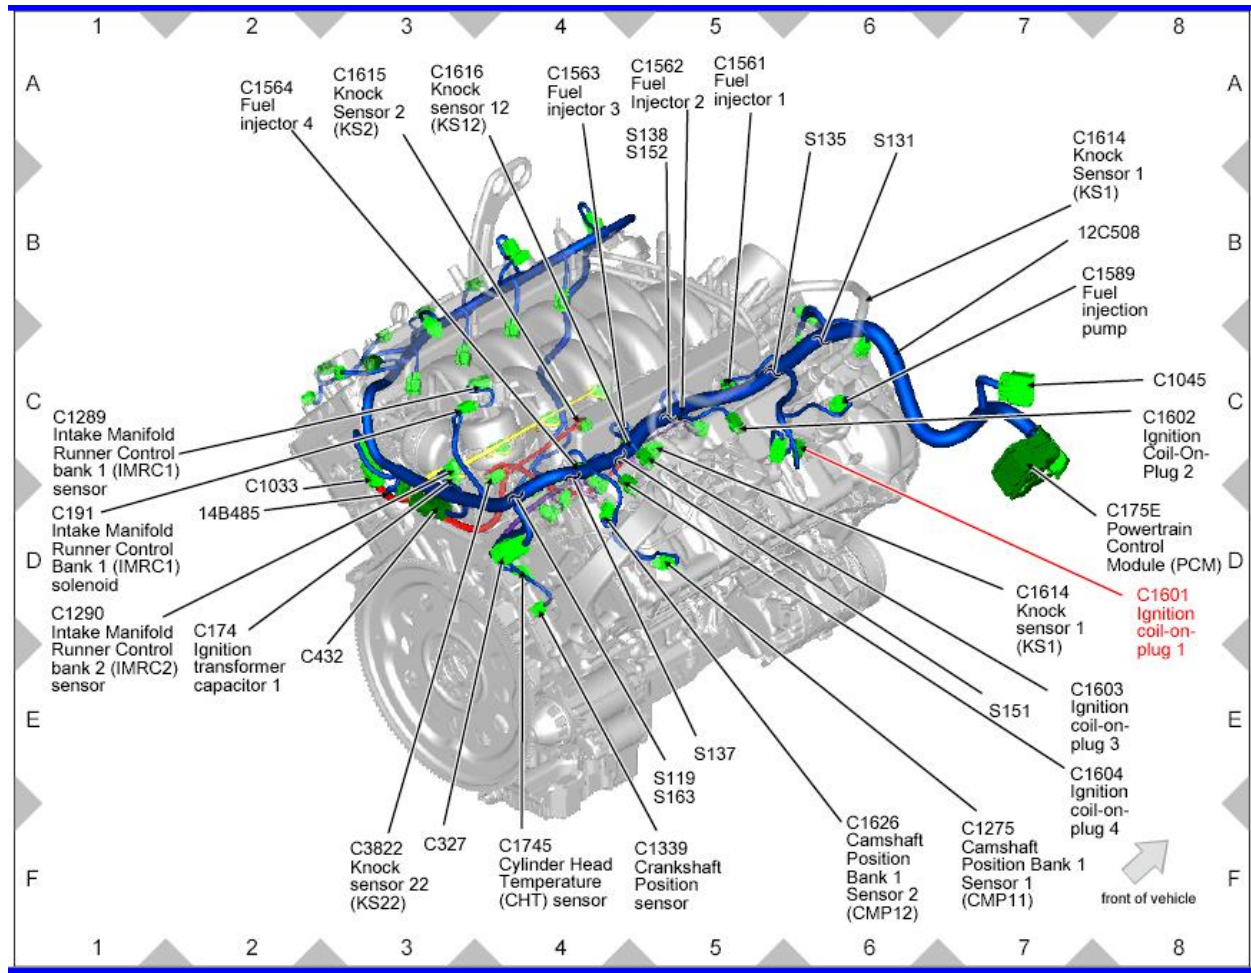 1 2 3 4 5 6 7 8
A
A
C1564
Fuel
injector 4
C1615
Knock
Sensor 2
(KS2)
C1616
Knock
sensor 12
(KS12)
C1563
Fuel
injector 3
C1562
Fuel
Injector 2
C1561
Fuel
injector 1
S138
S152
S135
S131
C1614
Knock
Sensor 1
(KS1)
B
B
12C508
C1589
Fuel
injection
pump
C
C
C1045
C1602
Ignition
Coil-On-
Plug 2
C1289
Intake Manifold
Runner Control
bank 1 (IMRC1)
sensor
C1033
14B485
C191
Intake Manifold
Runner Control
Bank 1 (IMRC1)
solenoid
C175E
Powertrain
Control
Module (PCM)
D
D
C1290
Intake Manifold
Runner Control
bank 2 (IMRC2)
sensor
C174
Ignition
transformer
capacitor 1
C432
C1614
Knock
sensor 1
(KS1)
C1601
Ignition
coil-on-
plug 1
E
E
S137
S119
S163
S151
C1603
Ignition
coil-on-
plug 3
C1604
Ignition
coil-on-
plug 4
C3822
Knock
sensor 22
(KS22)
C327
C1745
Cylinder Head
Temperature
(CHT) sensor
C1339
Crankshaft
Position
sensor
C1626
Camshaft
Position
Bank 1
Sensor 2
(CMP12)
C1275
Camshaft
Position Bank 1
Sensor 1
(CMP11)
front of vehicle
F
F
1 2 3 4 5 6 7 8